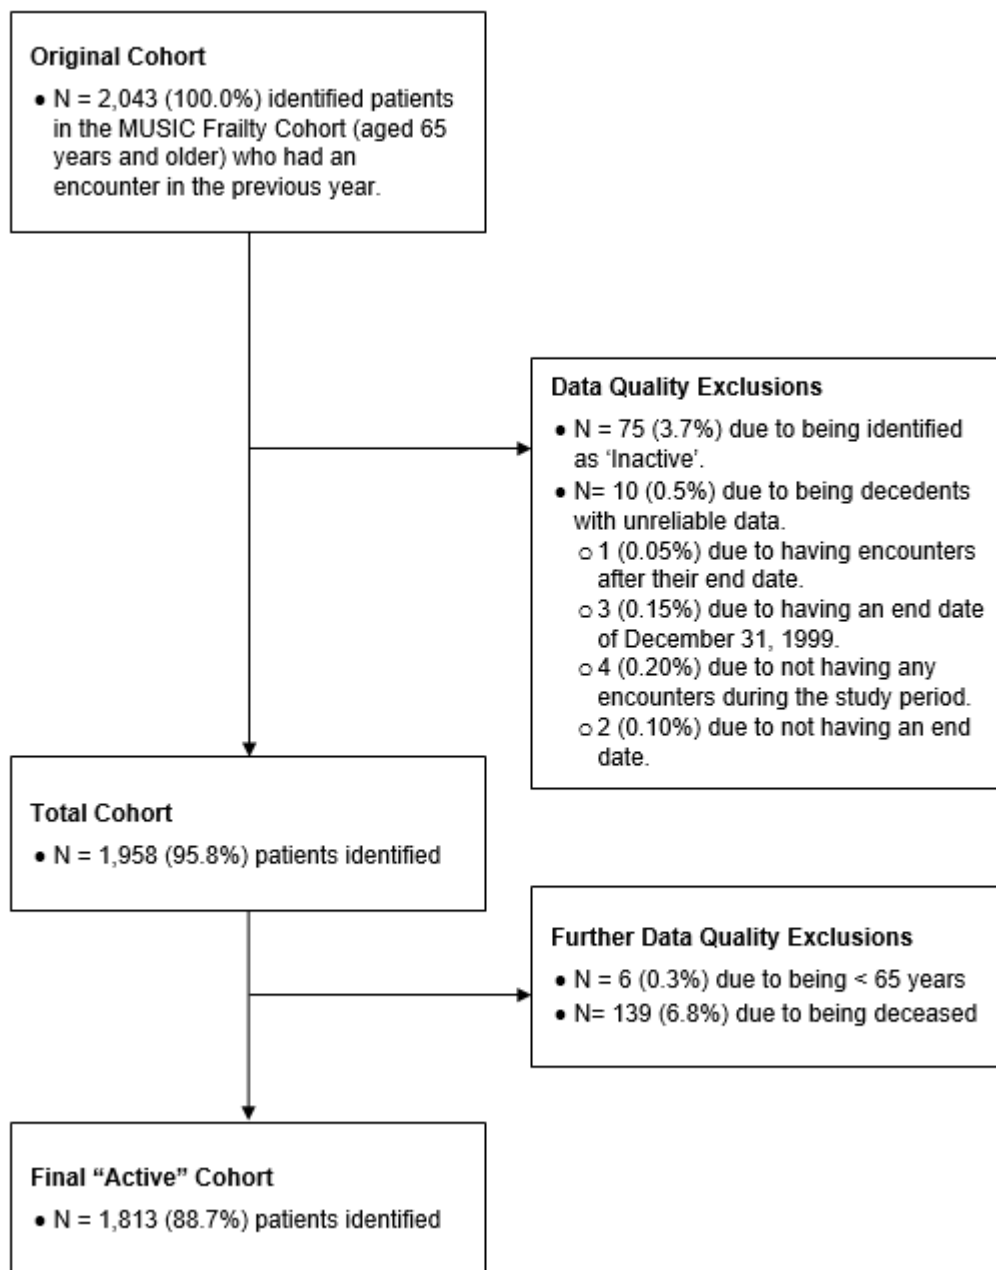 Original Cohort
● N = 2,043 (100.0%) identified patients
in the MUSIC Frailty Cohort (aged 65
years and older) who had an
encounter in the previous year.
Data Quality Exclusions
● N = 75 (3.7%) due to being identified
as ‘Inactive’.
● N= 10 (0.5%) due to being decedents
with unreliable data.
o 1 (0.05%) due to having encounters
after their end date.
o 3 (0.15%) due to having an end date
of December 31, 1999.
o 4 (0.20%) due to not having any
encounters during the study period.
o 2 (0.10%) due to not having an end
date.
Total Cohort
● N = 1,958 (95.8%) patients identified
Further Data Quality Exclusions
● N = 6 (0.3%) due to being < 65 years
● N= 139 (6.8%) due to being deceased
Final “Active” Cohort
● N = 1,813 (88.7%) patients identified